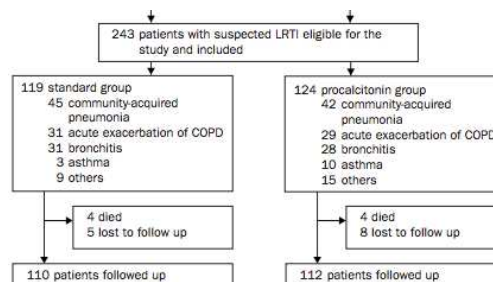 243 patients with suspected LRTI eligible for the
study and included
119 standard group
45 community-acquired
pneumonia
31 acute exacerbation of COPD
31 bronchitis
3 asthma
9 others
124 procalcitonin group
42 community-acquired
pneumonia
29 acute exacerbation of COPD
28 bronchitis
10 asthma
15 others
4 died
5 lost to follow up
4 died
8 lost to follow up
110 patients followed up
112 patients followed up